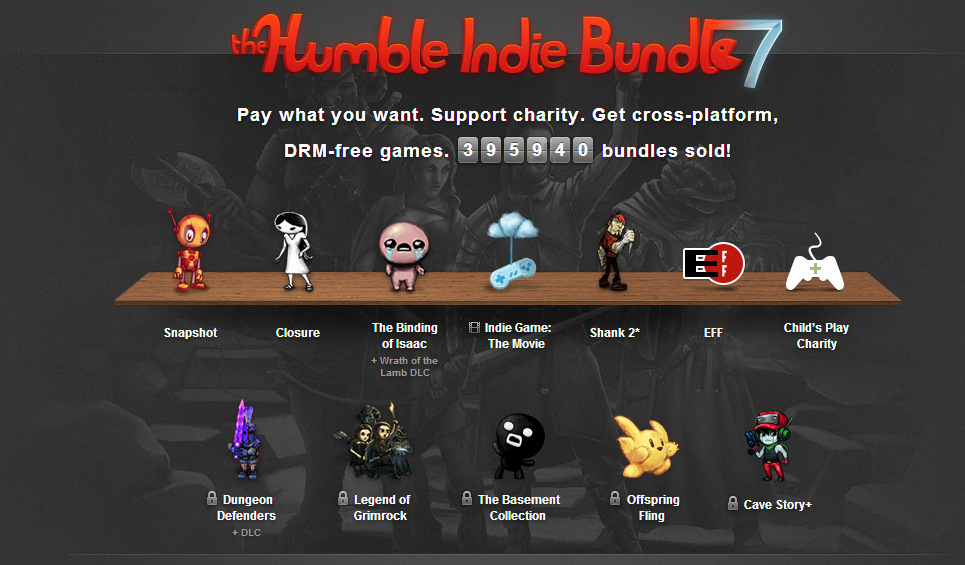 the Humble Indie Bundle 7
Pay what you want. Support charity. Get cross-platform,
DRM-free games. 395940 bundles sold!
EFF
Snapshot
Closure
The Binding
of Isaac
+ Wrath of the
Lamb DLC
Indie Game:
The Movie
Shank 2*
EFF
Child's Play
Charity
Dungeon
Defenders
+ DLC
Legend of
Grimrock
The Basement
Collection
Offspring
Fling
Cave Story+